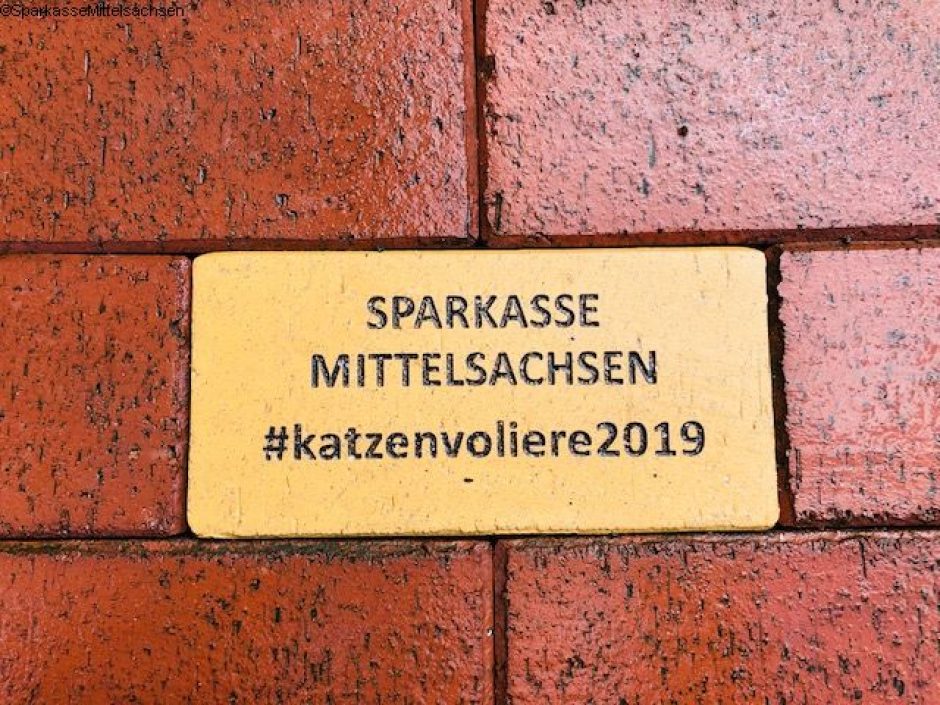 ©SparkasseMittelsachsen
SPARKASSE
MITTELSACHSEN
#katzenvoliere2019